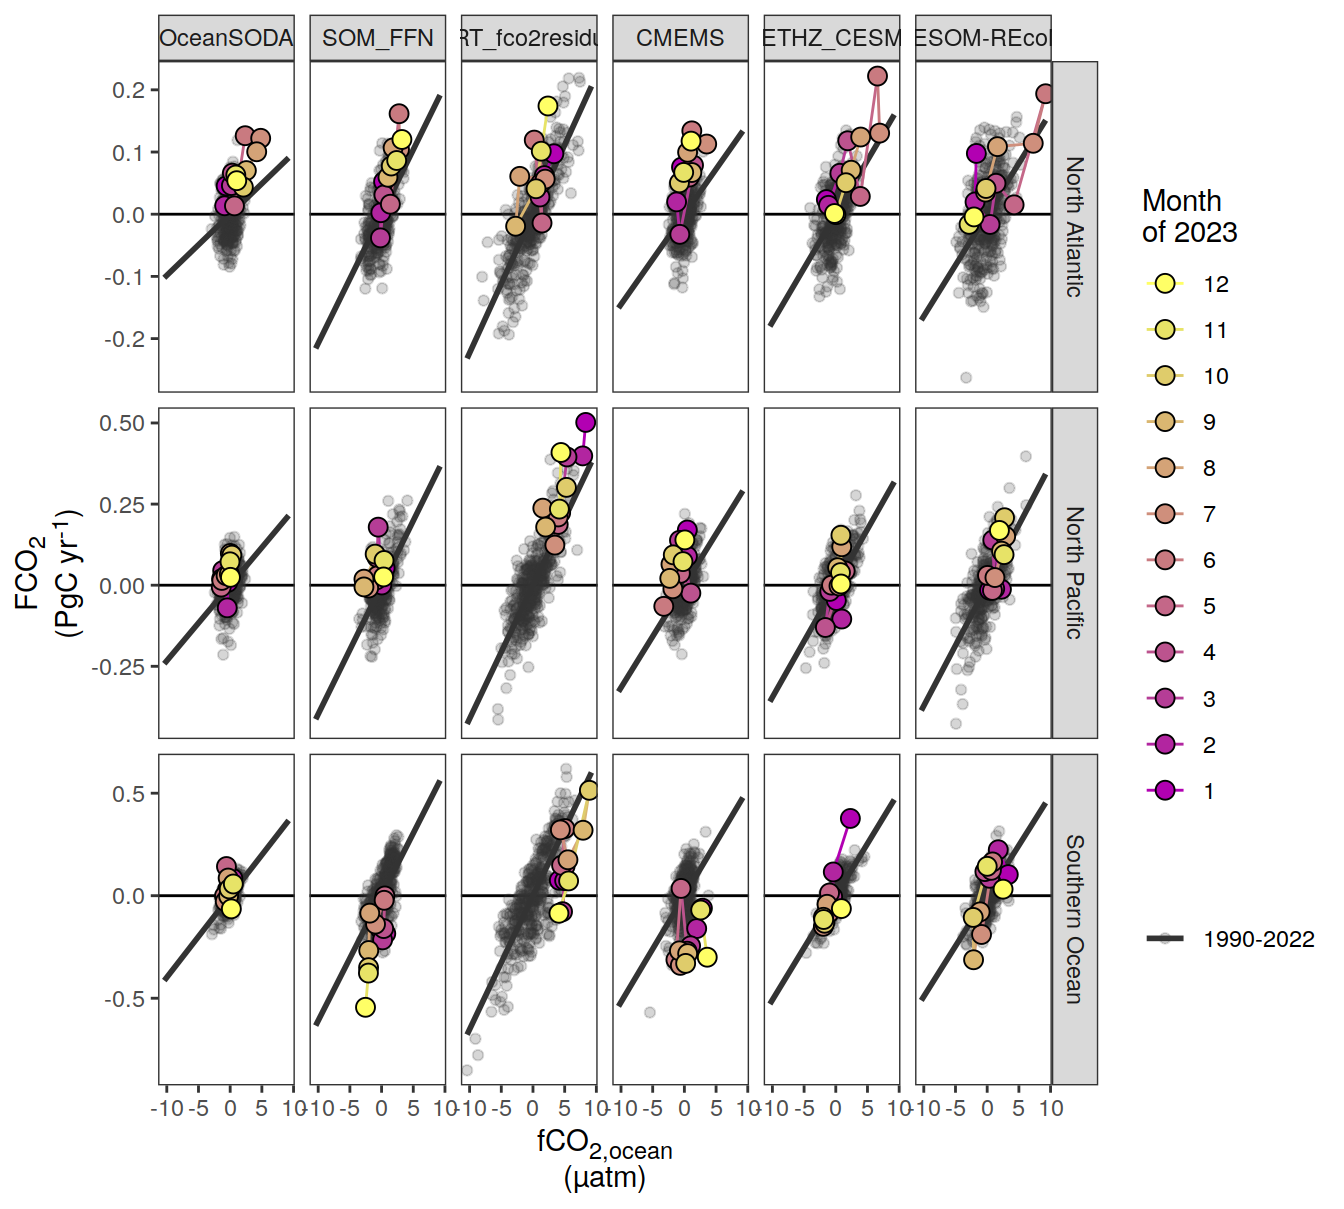 OceanSODA SOM_FFN RT_fco2residu CMEMS ETHZ_CESM ESOM-REcol
0.2
0.1
0.0
-0.1
-0.2
North Atlantic
0.50
0.25
0.00
-0.25
North Pacific
0.5
0.0
-0.5
Southern Ocean
FCO2
(PgC yr-1)
-10 -5 0 5 10 -10 -5 0 5 10 -10 -5 0 5 10 -10 -5 0 5 10 -10 -5 0 5 10 -10 -5 0 5 10
fCO2,ocean
(µatm)
Month
of 2023
12
11
10
9
8
7
6
5
4
3
2
1
1990-2022